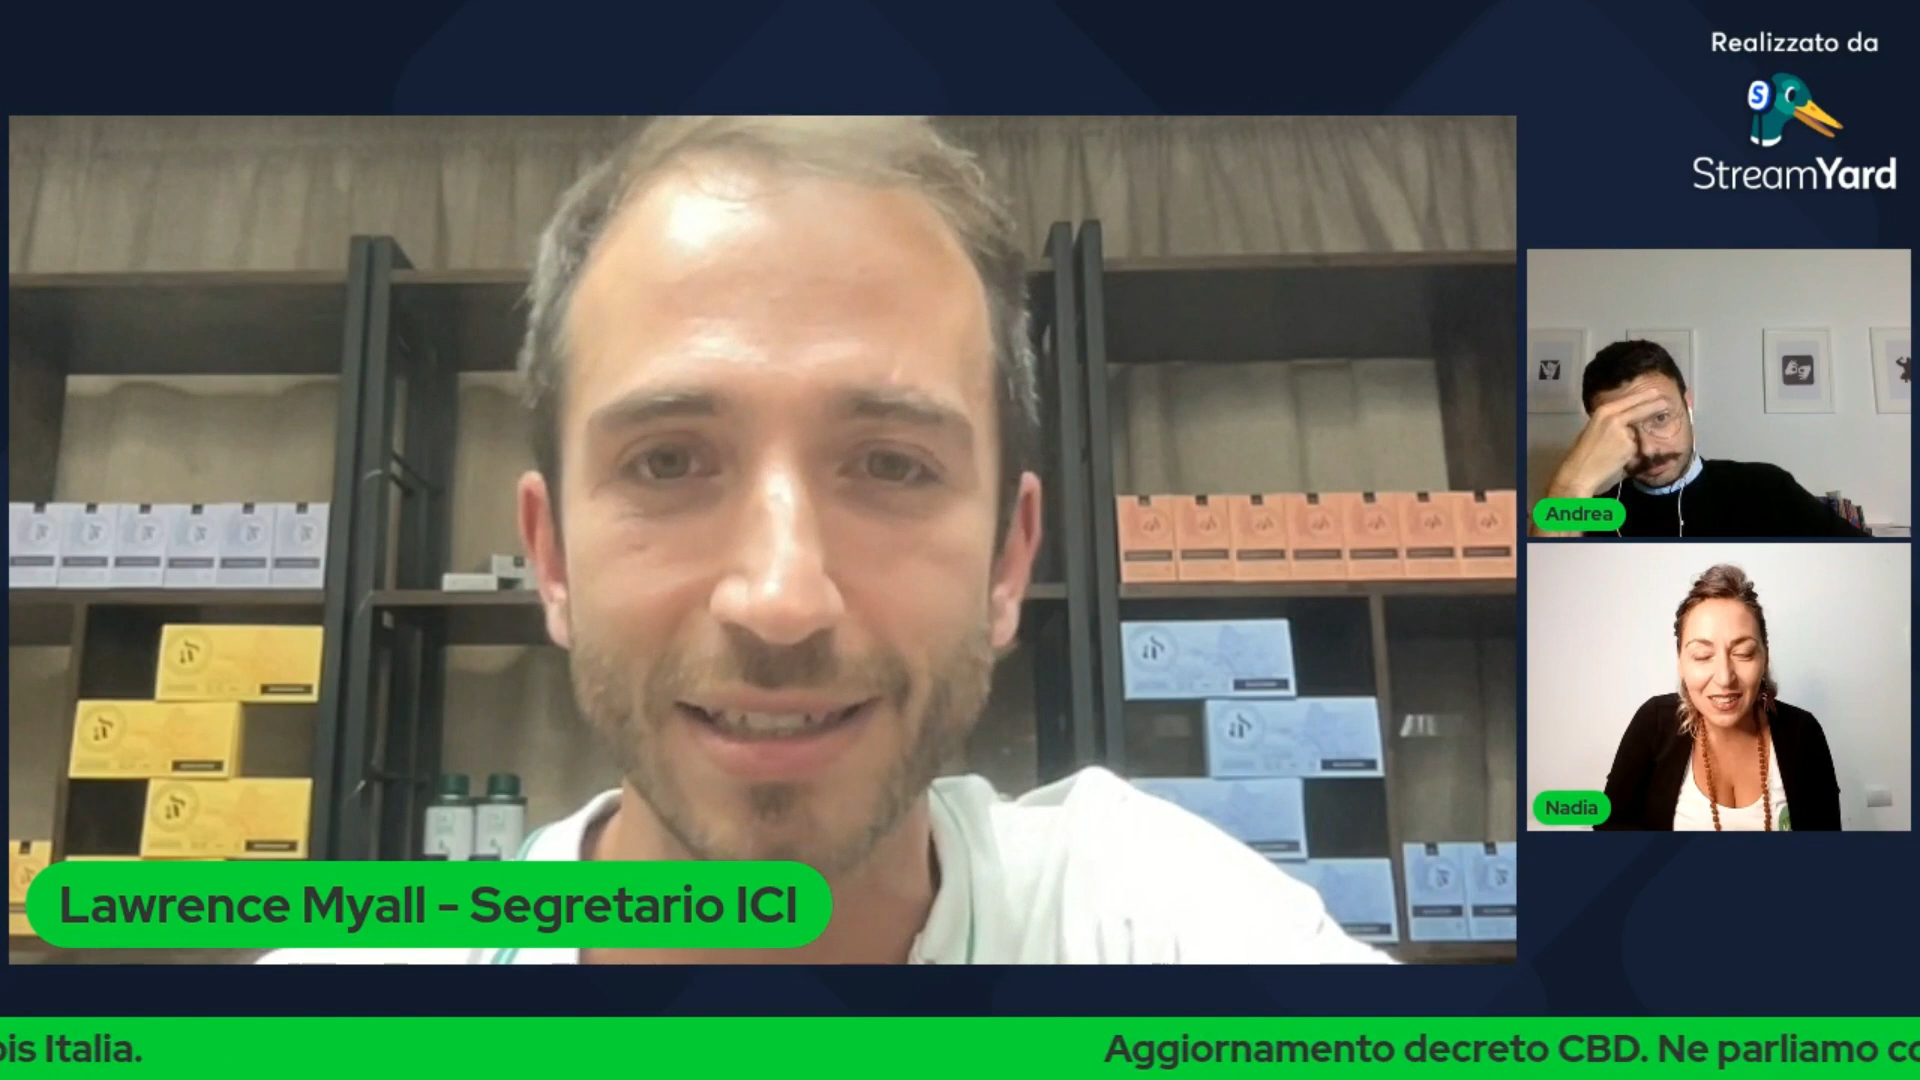 Realizzato da
StreamYard
Andrea
Nadia
Lawrence Myall - Segretario ICI
bis Italia.
Aggiornamento decreto CBD. Ne parliamo co